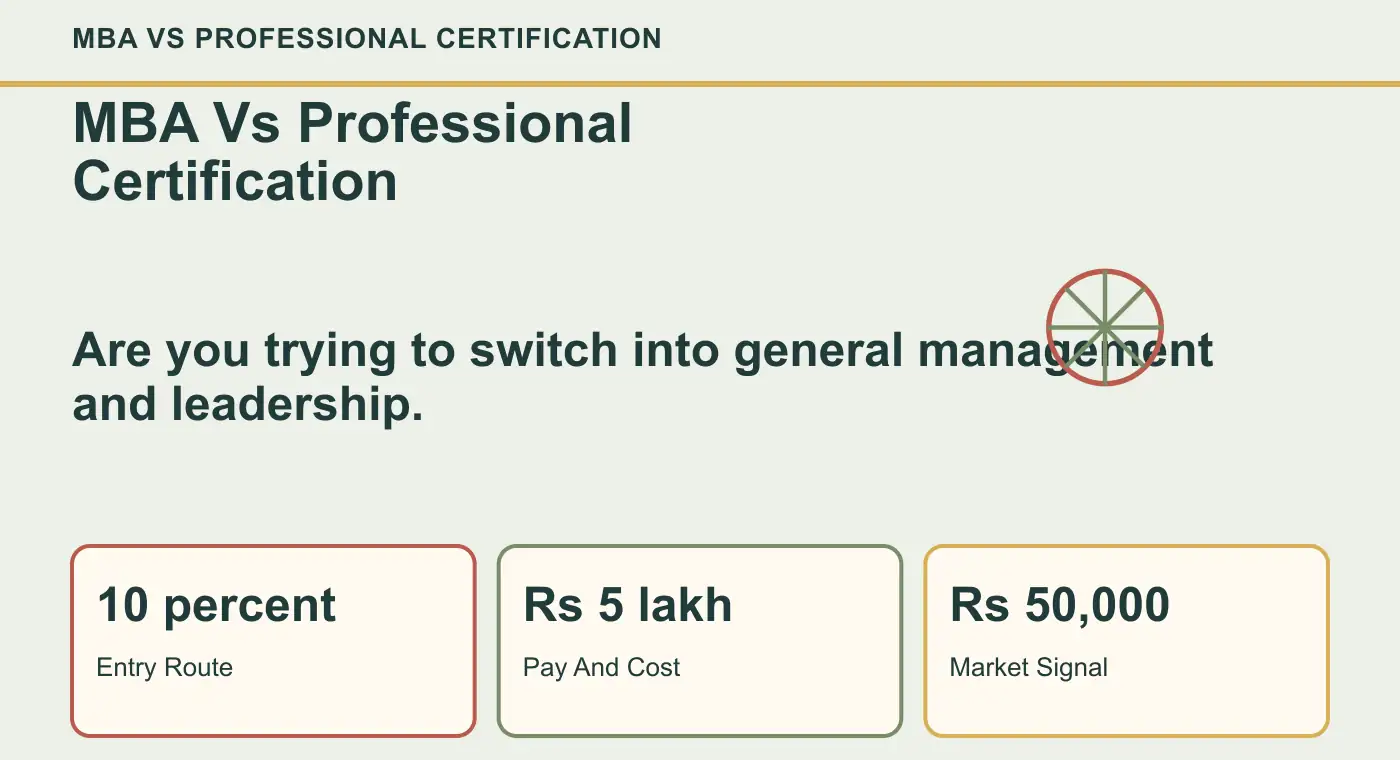 MBA VS PROFESSIONAL CERTIFICATION
MBA Vs Professional
Certification
Are you trying to switch into general management
and leadership.
10 percent
Entry Route
Rs 5 lakh
Pay And Cost
Rs 50,000
Market Signal